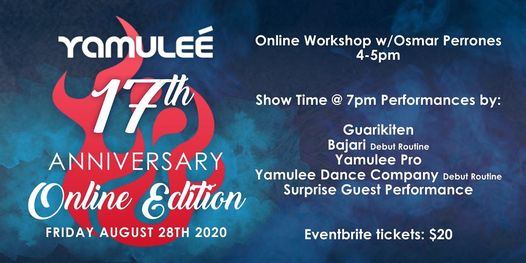 YAMULEÉ
17th
ANNIVERSARY
Online Edition
FRIDAY AUGUST 28TH 2020
Online Workshop w/Osmar Perrones
4-5pm
Show Time @ 7pm Performances by:
Guarikiten
Bajari Debut Routine
Yamulee Pro
Yamulee Dance Company Debut Routine
Surprise Guest Performance
Eventbrite tickets: $20